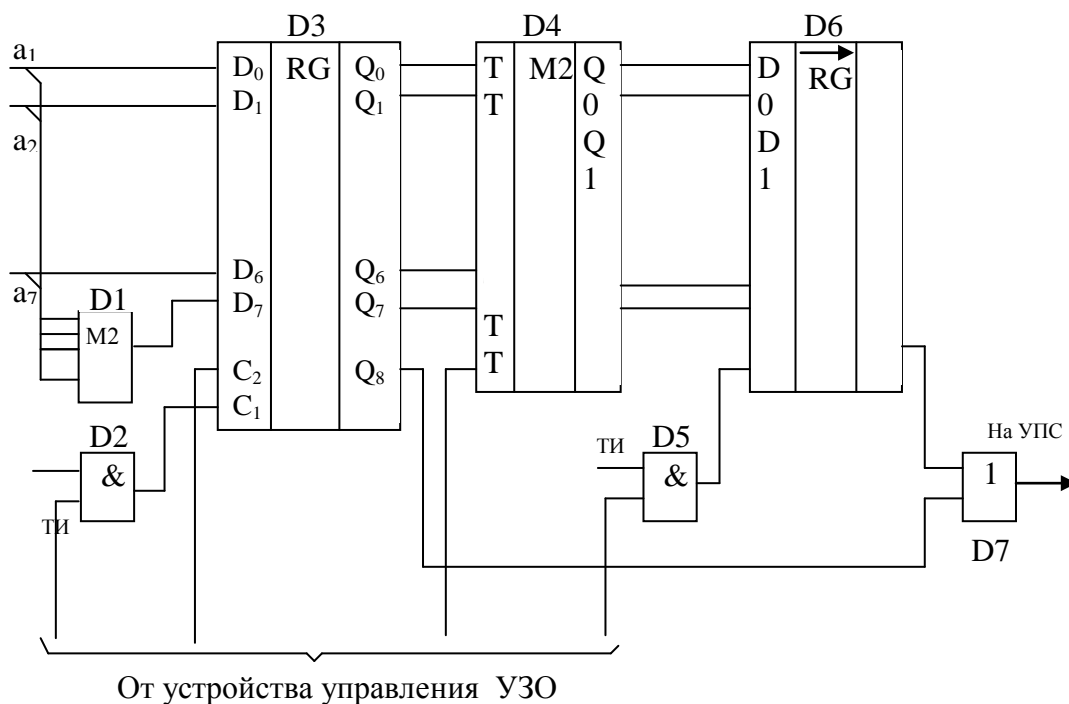 D3
D4
D6
a1
D0
RG
Q0
T
M2
Q
D
RG
D1
Q1
T
0
0
a2
Q
D
1
1
D6
Q6
a7
D1
D7
Q7
T
M2
T
C2
Q8
C1
D2
D5
На УПС
ТИ
&
&
1
ТИ
D7
От устройства управления УЗО